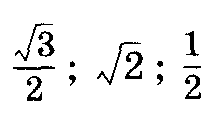 √3/2 ; √2 ; 1/2